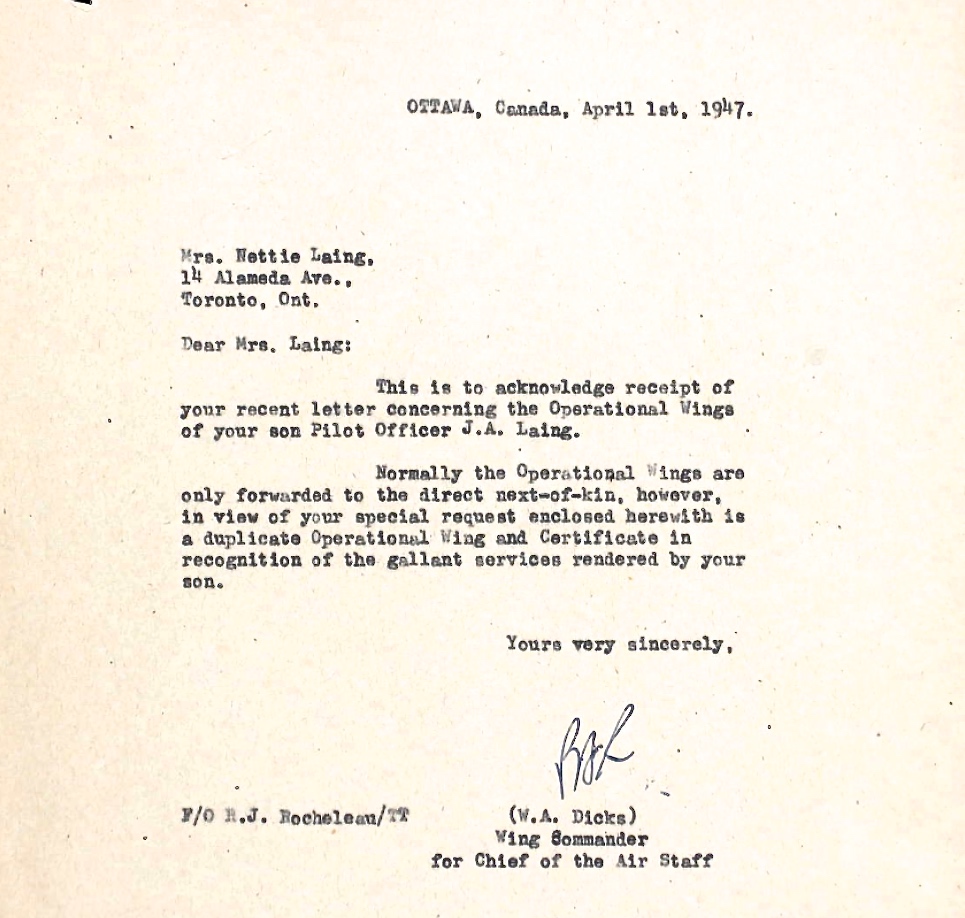 OTTAWA, Canada, April 1st, 1947.
Mrs. Nettie Laing,
14 Alameda Ave.,
Toronto, Ont.
Dear Mrs. Laing:
This is to acknowledge receipt of
your recent letter concerning the Operational Wings
of your son Pilot Officer J.A. Laing.
Normally the Operational Wings are
only forwarded to the direct next-of-kin, however,
in view of your special request enclosed herewith is
a duplicate Operational Wing and Certificate in
recognition of the gallant services rendered by your
son.
Yours very sincerely,
F/O R.J. Rocheleau/TT
(W.A. Dicks)
Wing Commander
for Chief of the Air Staff